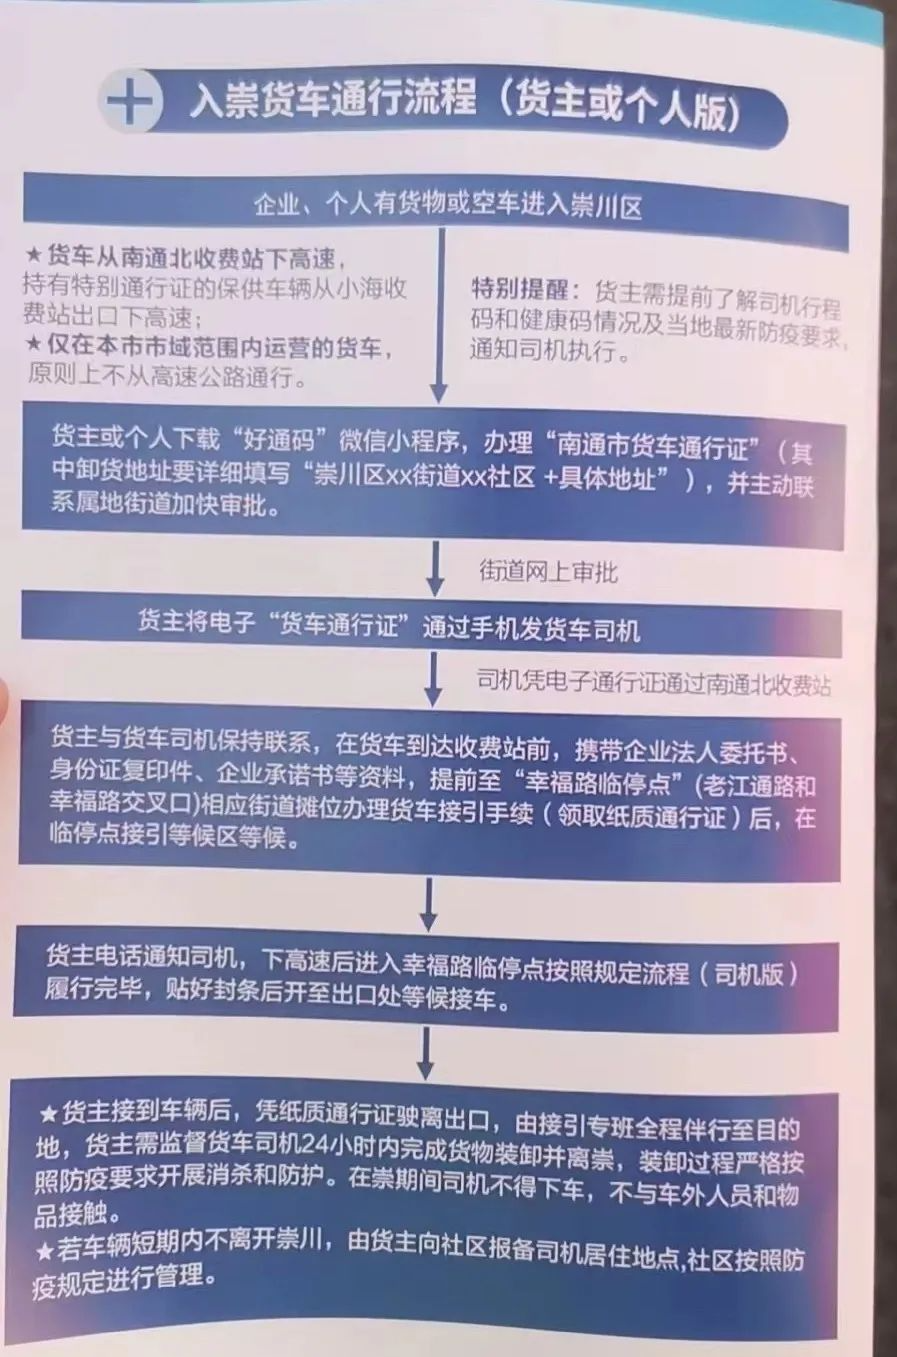 入崇货车通行流程（货主或个人版）
企业、个人有货物或空车进入崇川区
★货车从南通北收费站下高速，
持有特别通行证的保供车辆从小海收
费站出口下高速；
★仅在本市市域范围内运营的货车，
原则上不从高速公路通行。
特别提醒：货主需提前了解司机行程
码和健康码情况及当地最新防疫要求，
通知司机执行。
货主或个人下载“好通码”微信小程序，办理“南通市货车通行证”（其
中卸货地址要详细填写“崇川区xx街道xx社区 +具体地址”），并主动联
系属地街道加快审批。
街道网上审批
货主将电子“货车通行证”通过手机发货车司机
司机凭电子通行证通过南通北收费站
货主与货车司机保持联系，在货车到达收费站前，携带企业法人委托书、
身份证复印件、企业承诺书等资料，提前至“幸福路临停点”(老江通路和
幸福路交叉口)相应街道摊位办理货车接引手续（领取纸质通行证）后，在
临停点接引等候区等候。
货主电话通知司机，下高速后进入幸福路临停点按照规定流程（司机版）
履行完毕，贴好封条后开至出口处等候接车。
★货主接到车辆后，凭纸质通行证驶离出口，由接引专班全程伴行至目的
地，货主需监督货车司机24小时内完成货物装卸并离崇，装卸过程严格按
照防疫要求开展消杀和防护。在崇期间司机不得下车，不与车外人员和物
品接触。
★若车辆短期内不离开崇川，由货主向社区报备司机居住地点,社区按照防
疫规定进行管理。